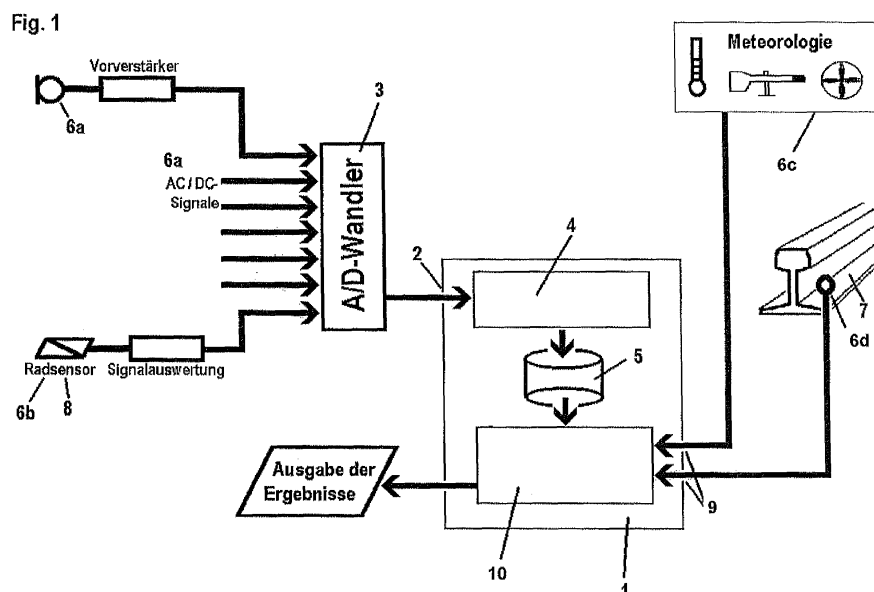 Fig. 1
Vorverstärker
6a
6a
AC / DC-
Signale
3
A/D-Wandler
Meteorologie
6c
2
4
5
7
6d
Radsensor
Signalauswertung
6b
8
Ausgabe der
Ergebnisse
9
10
1